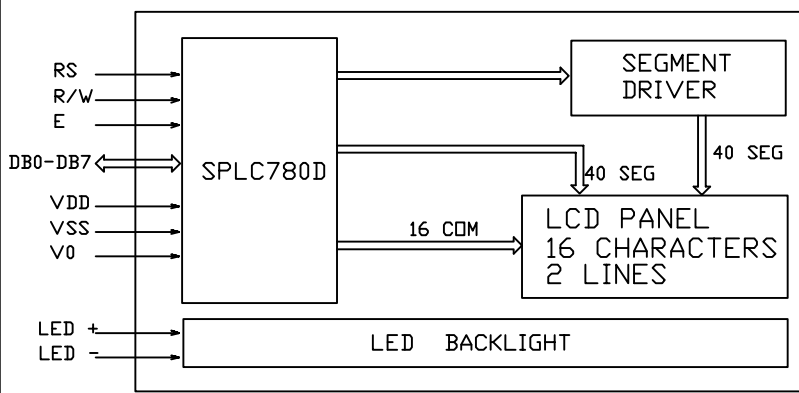 RS
R/W
E
DB0-DB7
VDD
VSS
V0
LED +
LED -
SPLC780D
SEGMENT
DRIVER
40 SEG
40 SEG
16 COM
LCD PANEL
16 CHARACTERS
2 LINES
LED BACKLIGHT